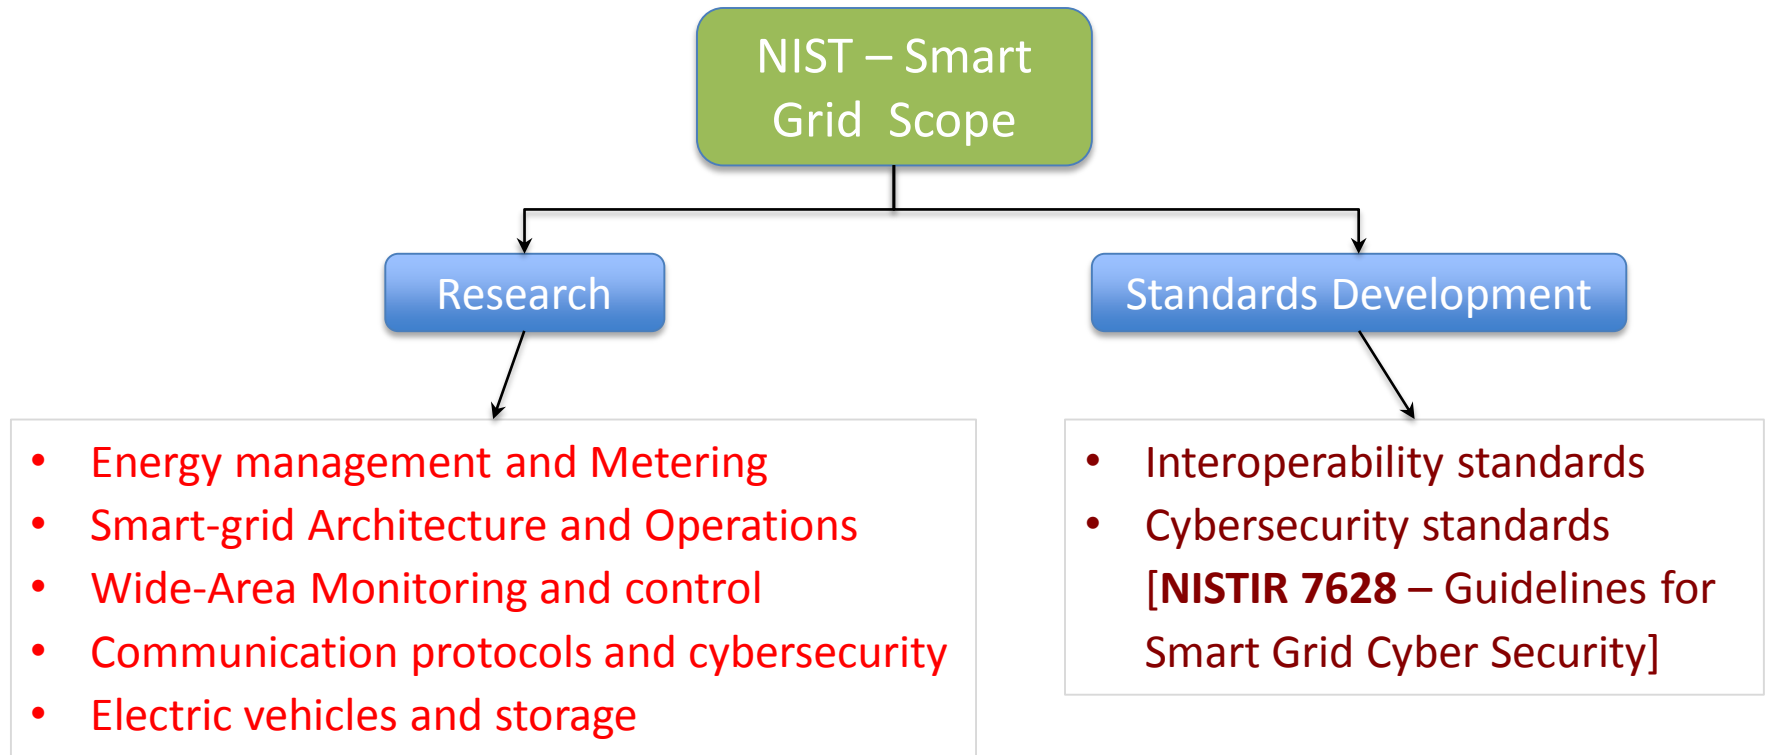 NIST – Smart
Grid  Scope
Research
Standards Development
• Energy management and Metering
• Smart-grid Architecture and Operations
• Wide-Area Monitoring and control
• Communication protocols and cybersecurity
• Electric vehicles and storage
• Interoperability standards
• Cybersecurity standards
[NISTIR 7628 – Guidelines for
Smart Grid Cyber Security]